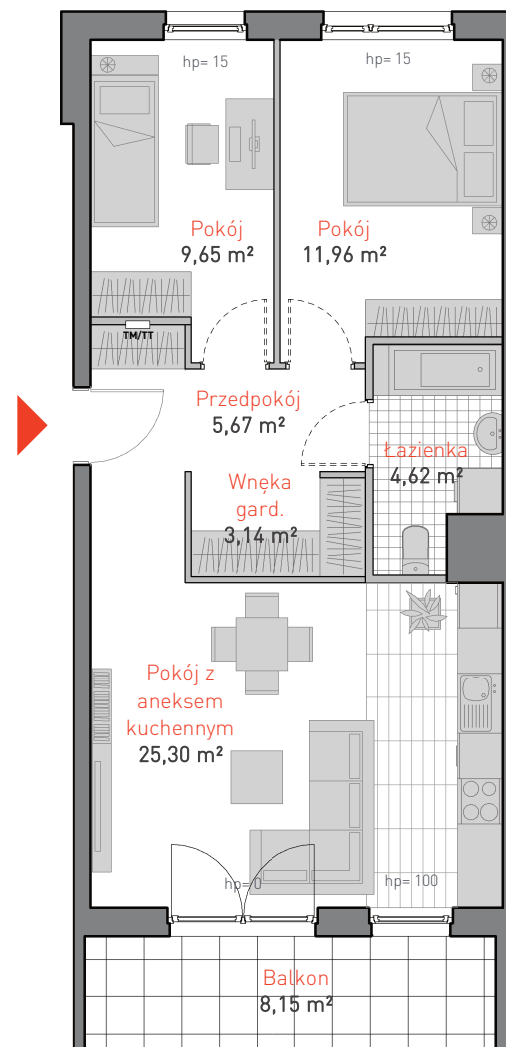 hp= 15
hp= 15
Pokój
9,65 m²
Pokój
11,96 m²
TM/TT
Przedpokój
5,67 m²
Łazienka
4,62 m²
Wnęka
gard.
3,14 m²
Pokój z
aneksem
kuchennym
25,30 m²
hp= 0
hp= 100
Balkon
8,15 m²